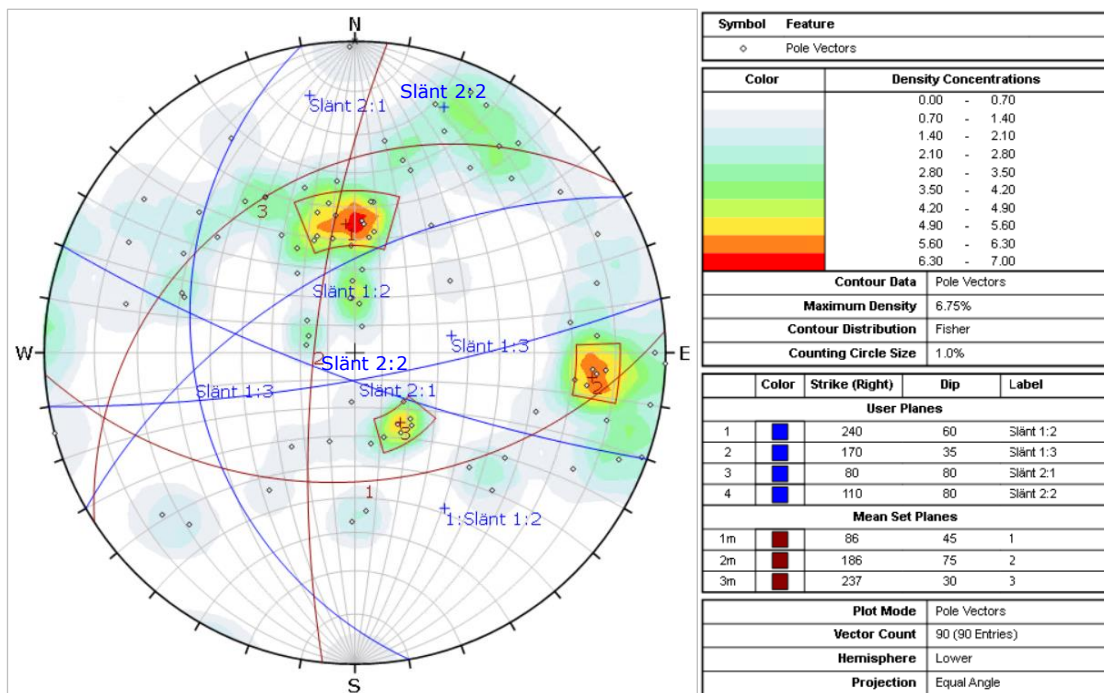 N
Slänt 2:2
Slänt 2:1
3
1
Slänt 1:2
Slänt 1:3
W
E
2
Slänt 2:2
Slänt 1:3
Slänt 2:1
2
3
1
1:Slänt 1:2
S
Symbol Feature
Pole Vectors
Color Density Concentrations
0.00 - 0.70
0.70 - 1.40
1.40 - 2.10
2.10 - 2.80
2.80 - 3.50
3.50 - 4.20
4.20 - 4.90
4.90 - 5.60
5.60 - 6.30
6.30 - 7.00
Contour Data Pole Vectors
Maximum Density 6.75%
Contour Distribution Fisher
Counting Circle Size 1.0%
Color Strike (Right) Dip Label
User Planes
1 240 60 Slänt 1:2
2 170 35 Slänt 1:3
3 80 80 Slänt 2:1
4 110 80 Slänt 2:2
Mean Set Planes
1m 86 45 1
2m 186 75 2
3m 237 30 3
Plot Mode Pole Vectors
Vector Count 90 (90 Entries)
Hemisphere Lower
Projection Equal Angle